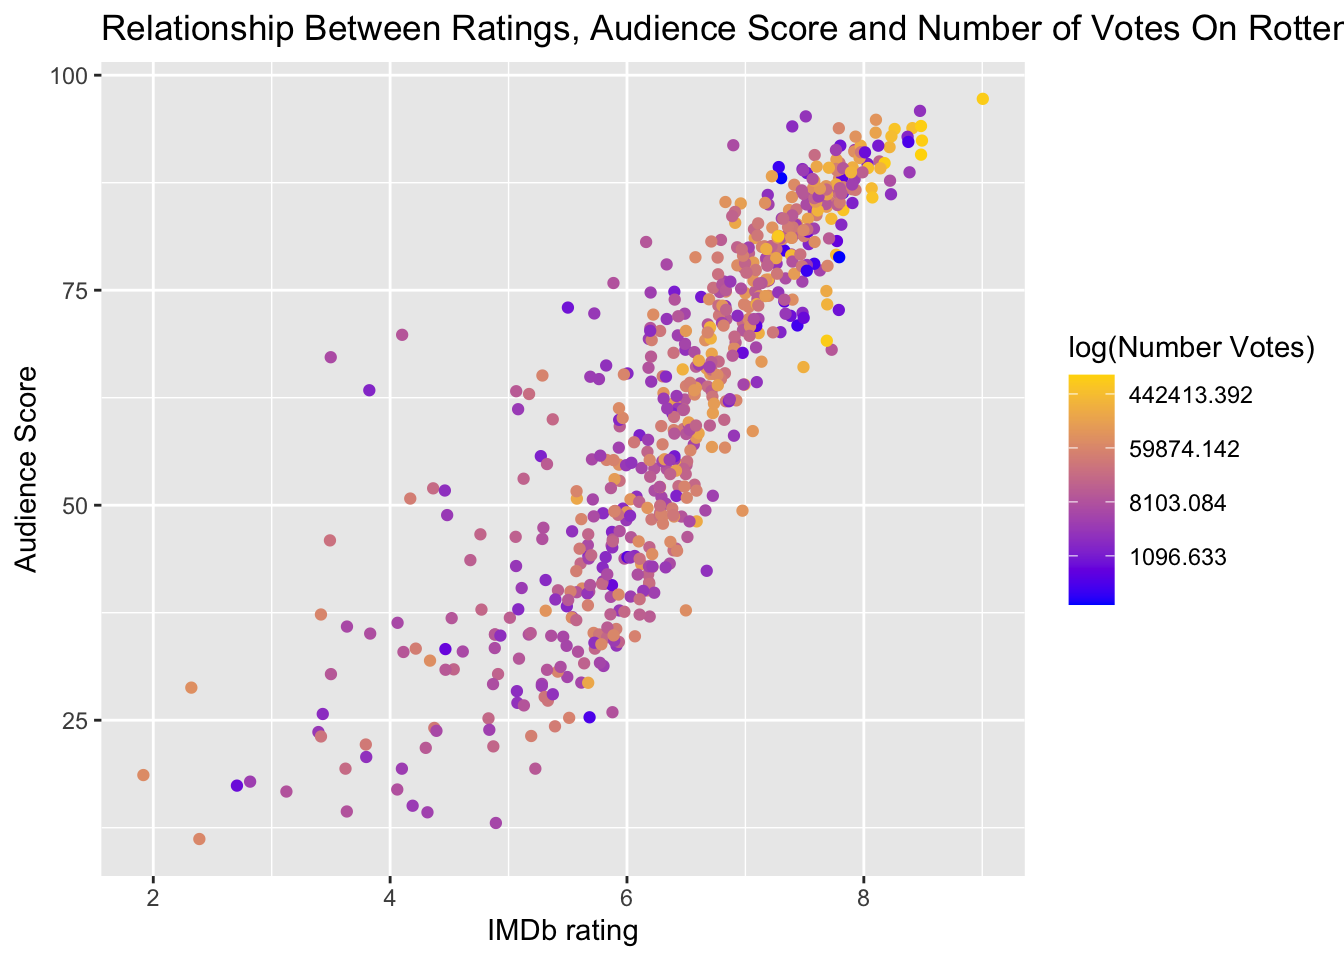 Relationship Between Ratings, Audience Score and Number of Votes On Rotten
100
75
50
25
Audience Score
2 4 6 8
IMDb rating
log(Number Votes)
442413.392
59874.142
8103.084
1096.633